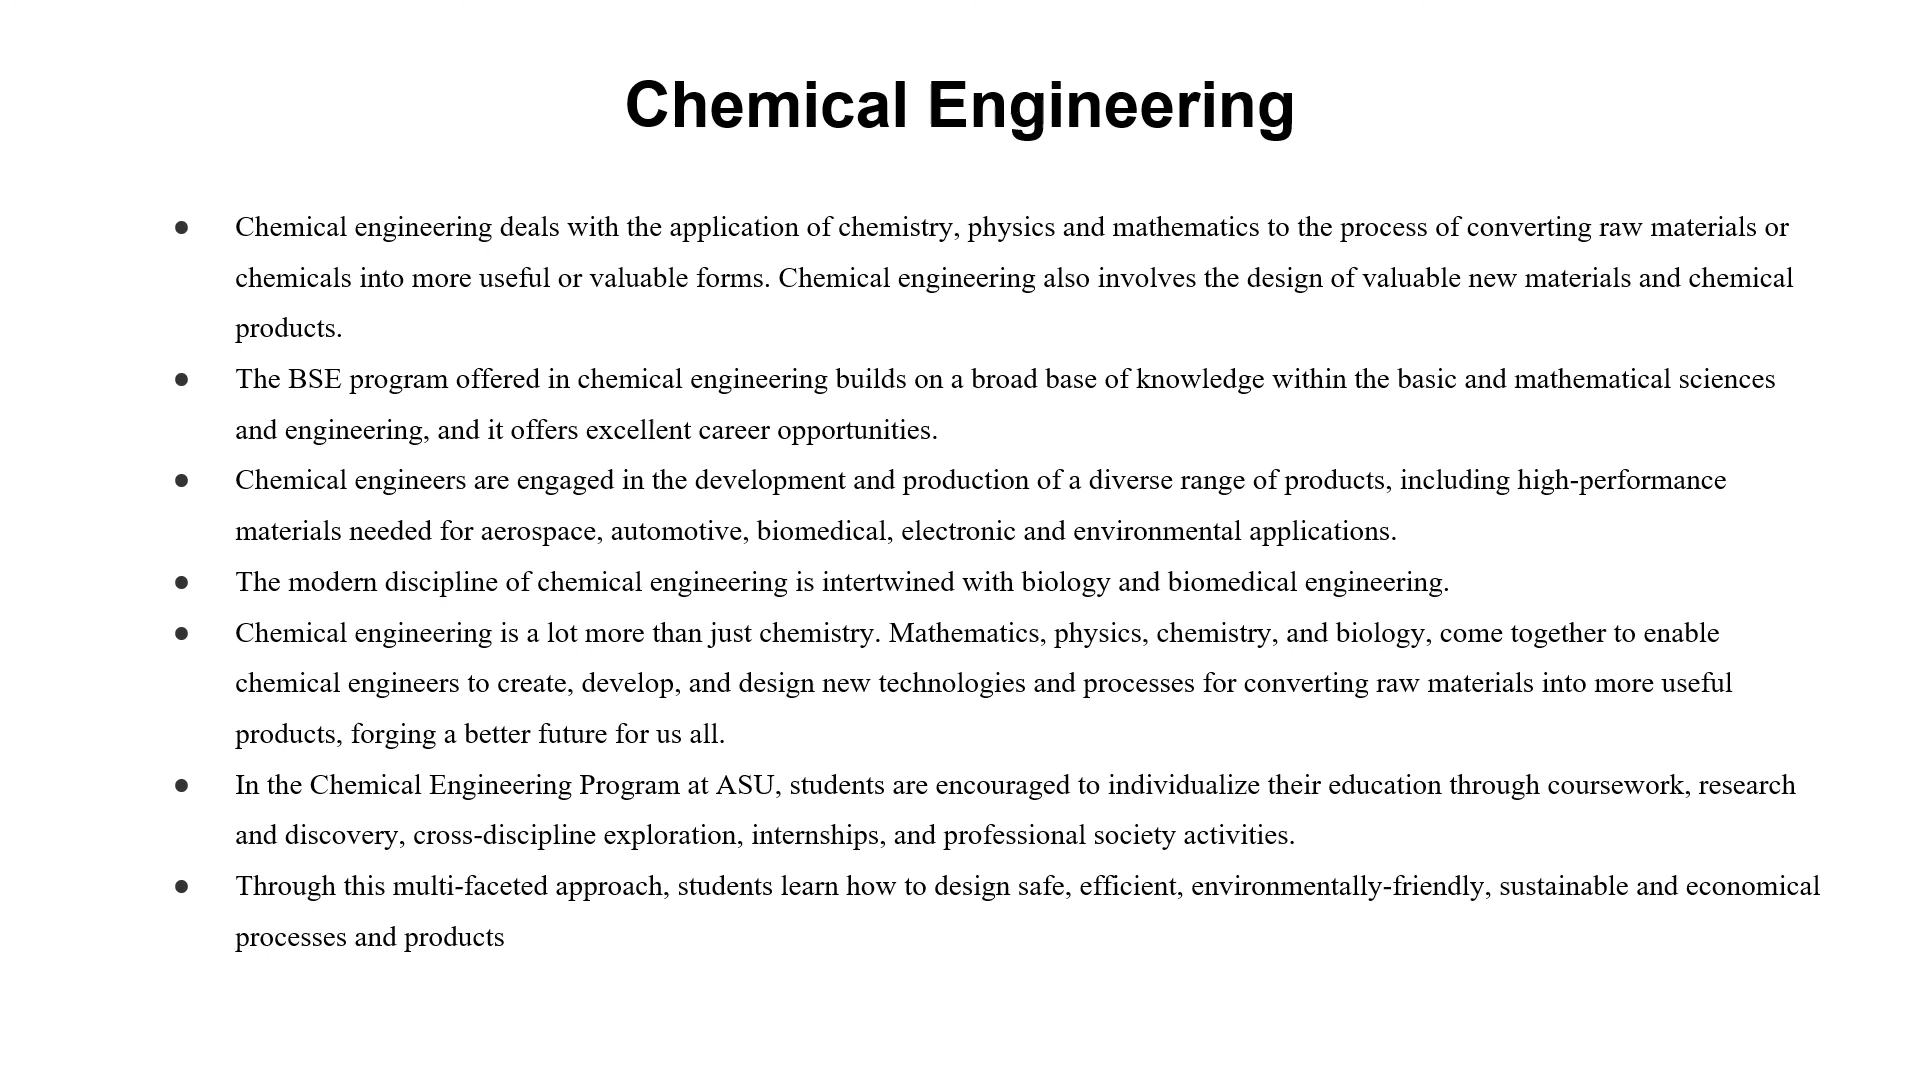 Chemical Engineering
● Chemical engineering deals with the application of chemistry, physics and mathematics to the process of converting raw materials or
chemicals into more useful or valuable forms. Chemical engineering also involves the design of valuable new materials and chemical
products.
● The BSE program offered in chemical engineering builds on a broad base of knowledge within the basic and mathematical sciences
and engineering, and it offers excellent career opportunities.
● Chemical engineers are engaged in the development and production of a diverse range of products, including high-performance
materials needed for aerospace, automotive, biomedical, electronic and environmental applications.
● The modern discipline of chemical engineering is intertwined with biology and biomedical engineering.
● Chemical engineering is a lot more than just chemistry. Mathematics, physics, chemistry, and biology, come together to enable
chemical engineers to create, develop, and design new technologies and processes for converting raw materials into more useful
products, forging a better future for us all.
● In the Chemical Engineering Program at ASU, students are encouraged to individualize their education through coursework, research
and discovery, cross-discipline exploration, internships, and professional society activities.
● Through this multi-faceted approach, students learn how to design safe, efficient, environmentally-friendly, sustainable and economical
processes and products